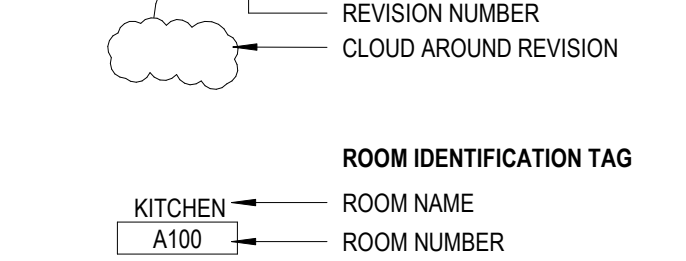 REVISION NUMBER
CLOUD AROUND REVISION
ROOM IDENTIFICATION TAG
KITCHEN
ROOM NAME
A100
ROOM NUMBER